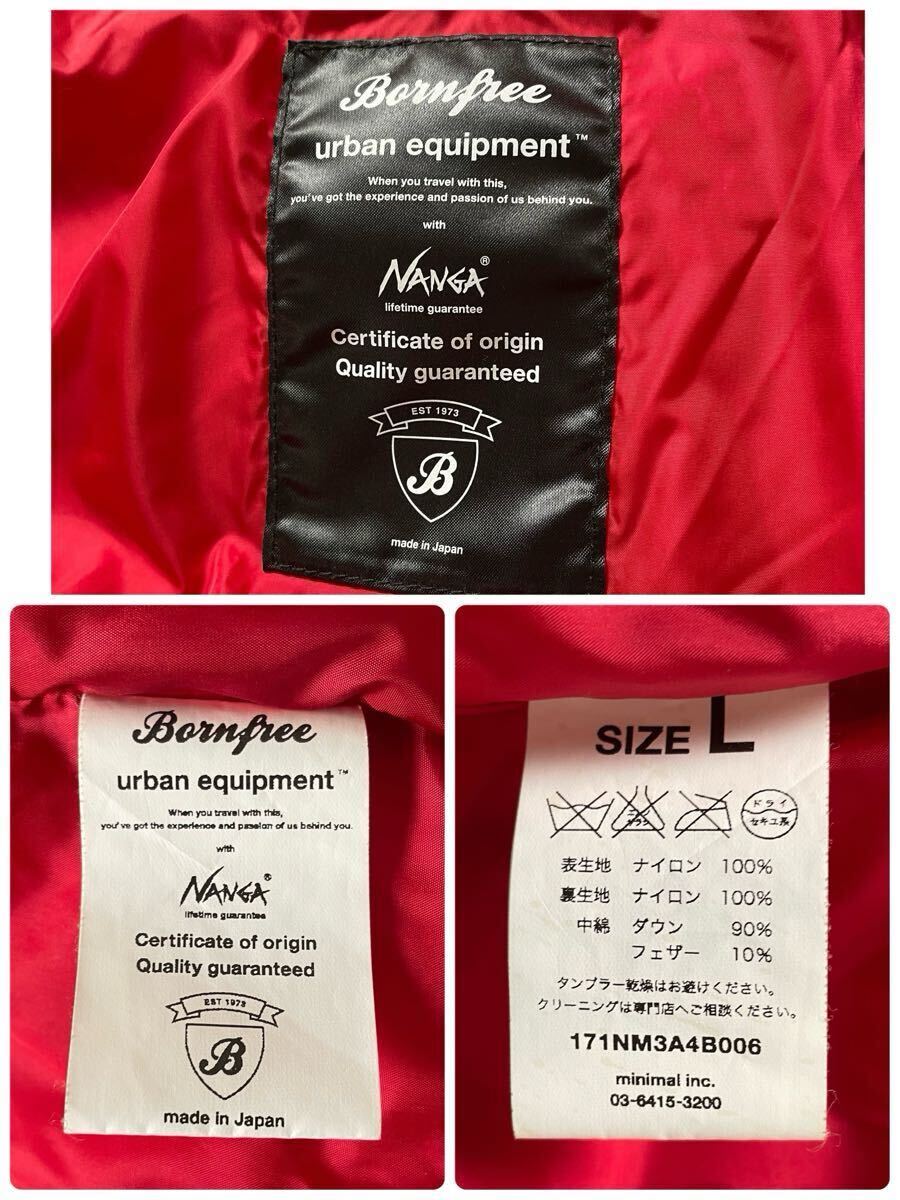 Bornfree
urban equipment™
When you travel with this,
you've got the experience and passion of us behind you.
with
NANGA®
lifetime guarantee
Certificate of origin
Quality guaranteed
EST 1973
B
made in Japan
Bornfree
urban equipment™
When you travel with this,
you've got the experience and passion of us behind you.
with
NANGA®
lifetime guarantee
Certificate of origin
Quality guaranteed
EST 1973
B
made in Japan
SIZE L
ドライ
セキユ系
表生地 ナイロン 100%
裏生地 ナイロン 100%
中綿 ダウン 90%
フェザー 10%
タンブラー乾燥はお避けください。
クリーニングは専門店へご相談ください。
171NM3A4B006
minimal inc.
03-6415-3200